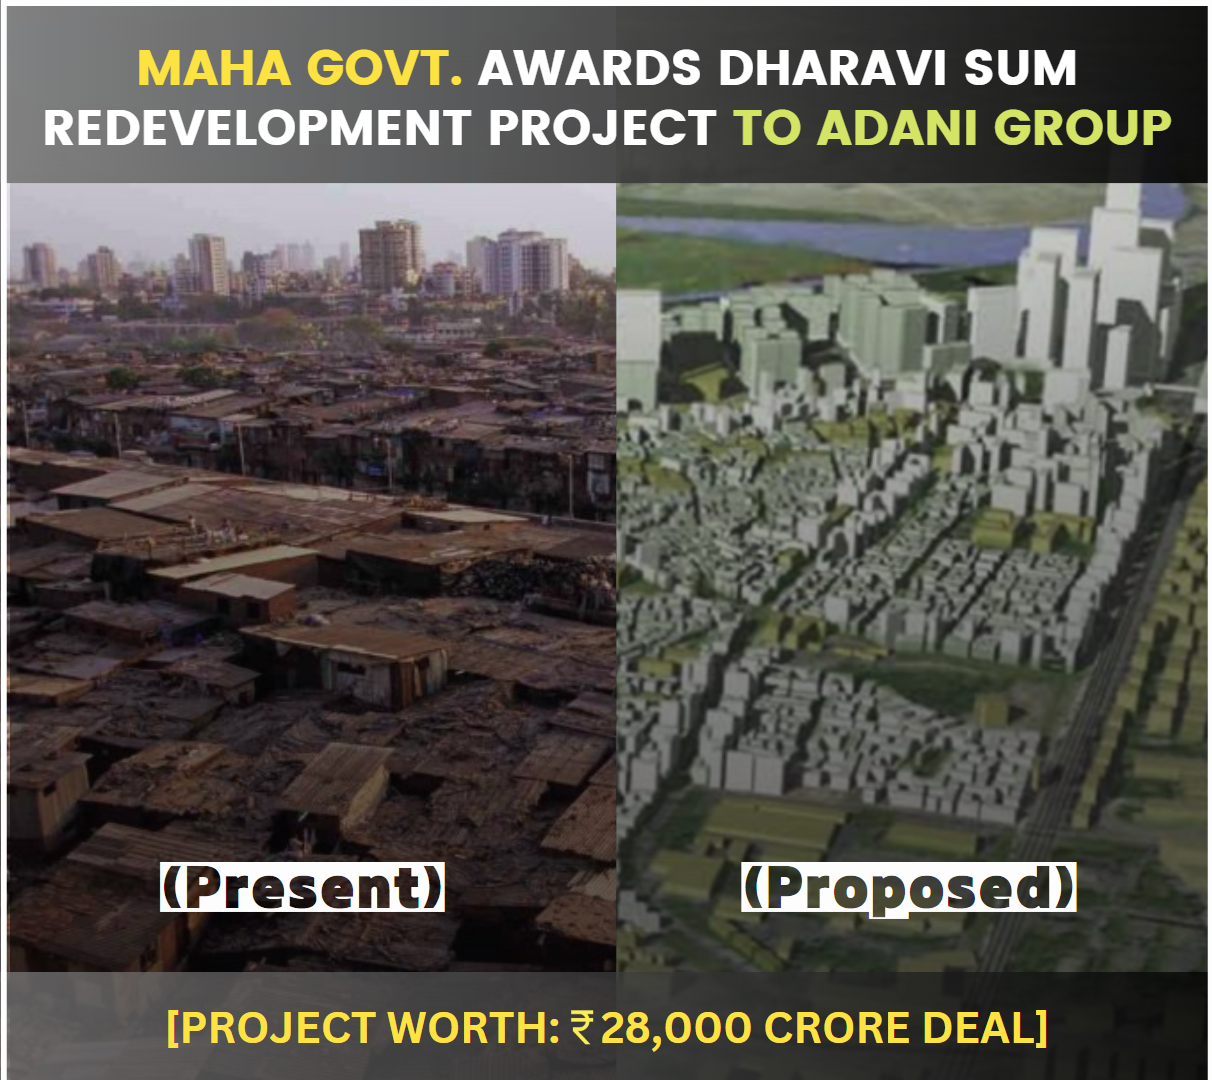 MAHA GOVT. AWARDS DHARAVI SUM
REDEVELOPMENT PROJECT TO ADANI GROUP
(Present)
(Proposed)
[PROJECT WORTH: ₹ 28,000 CRORE DEAL]